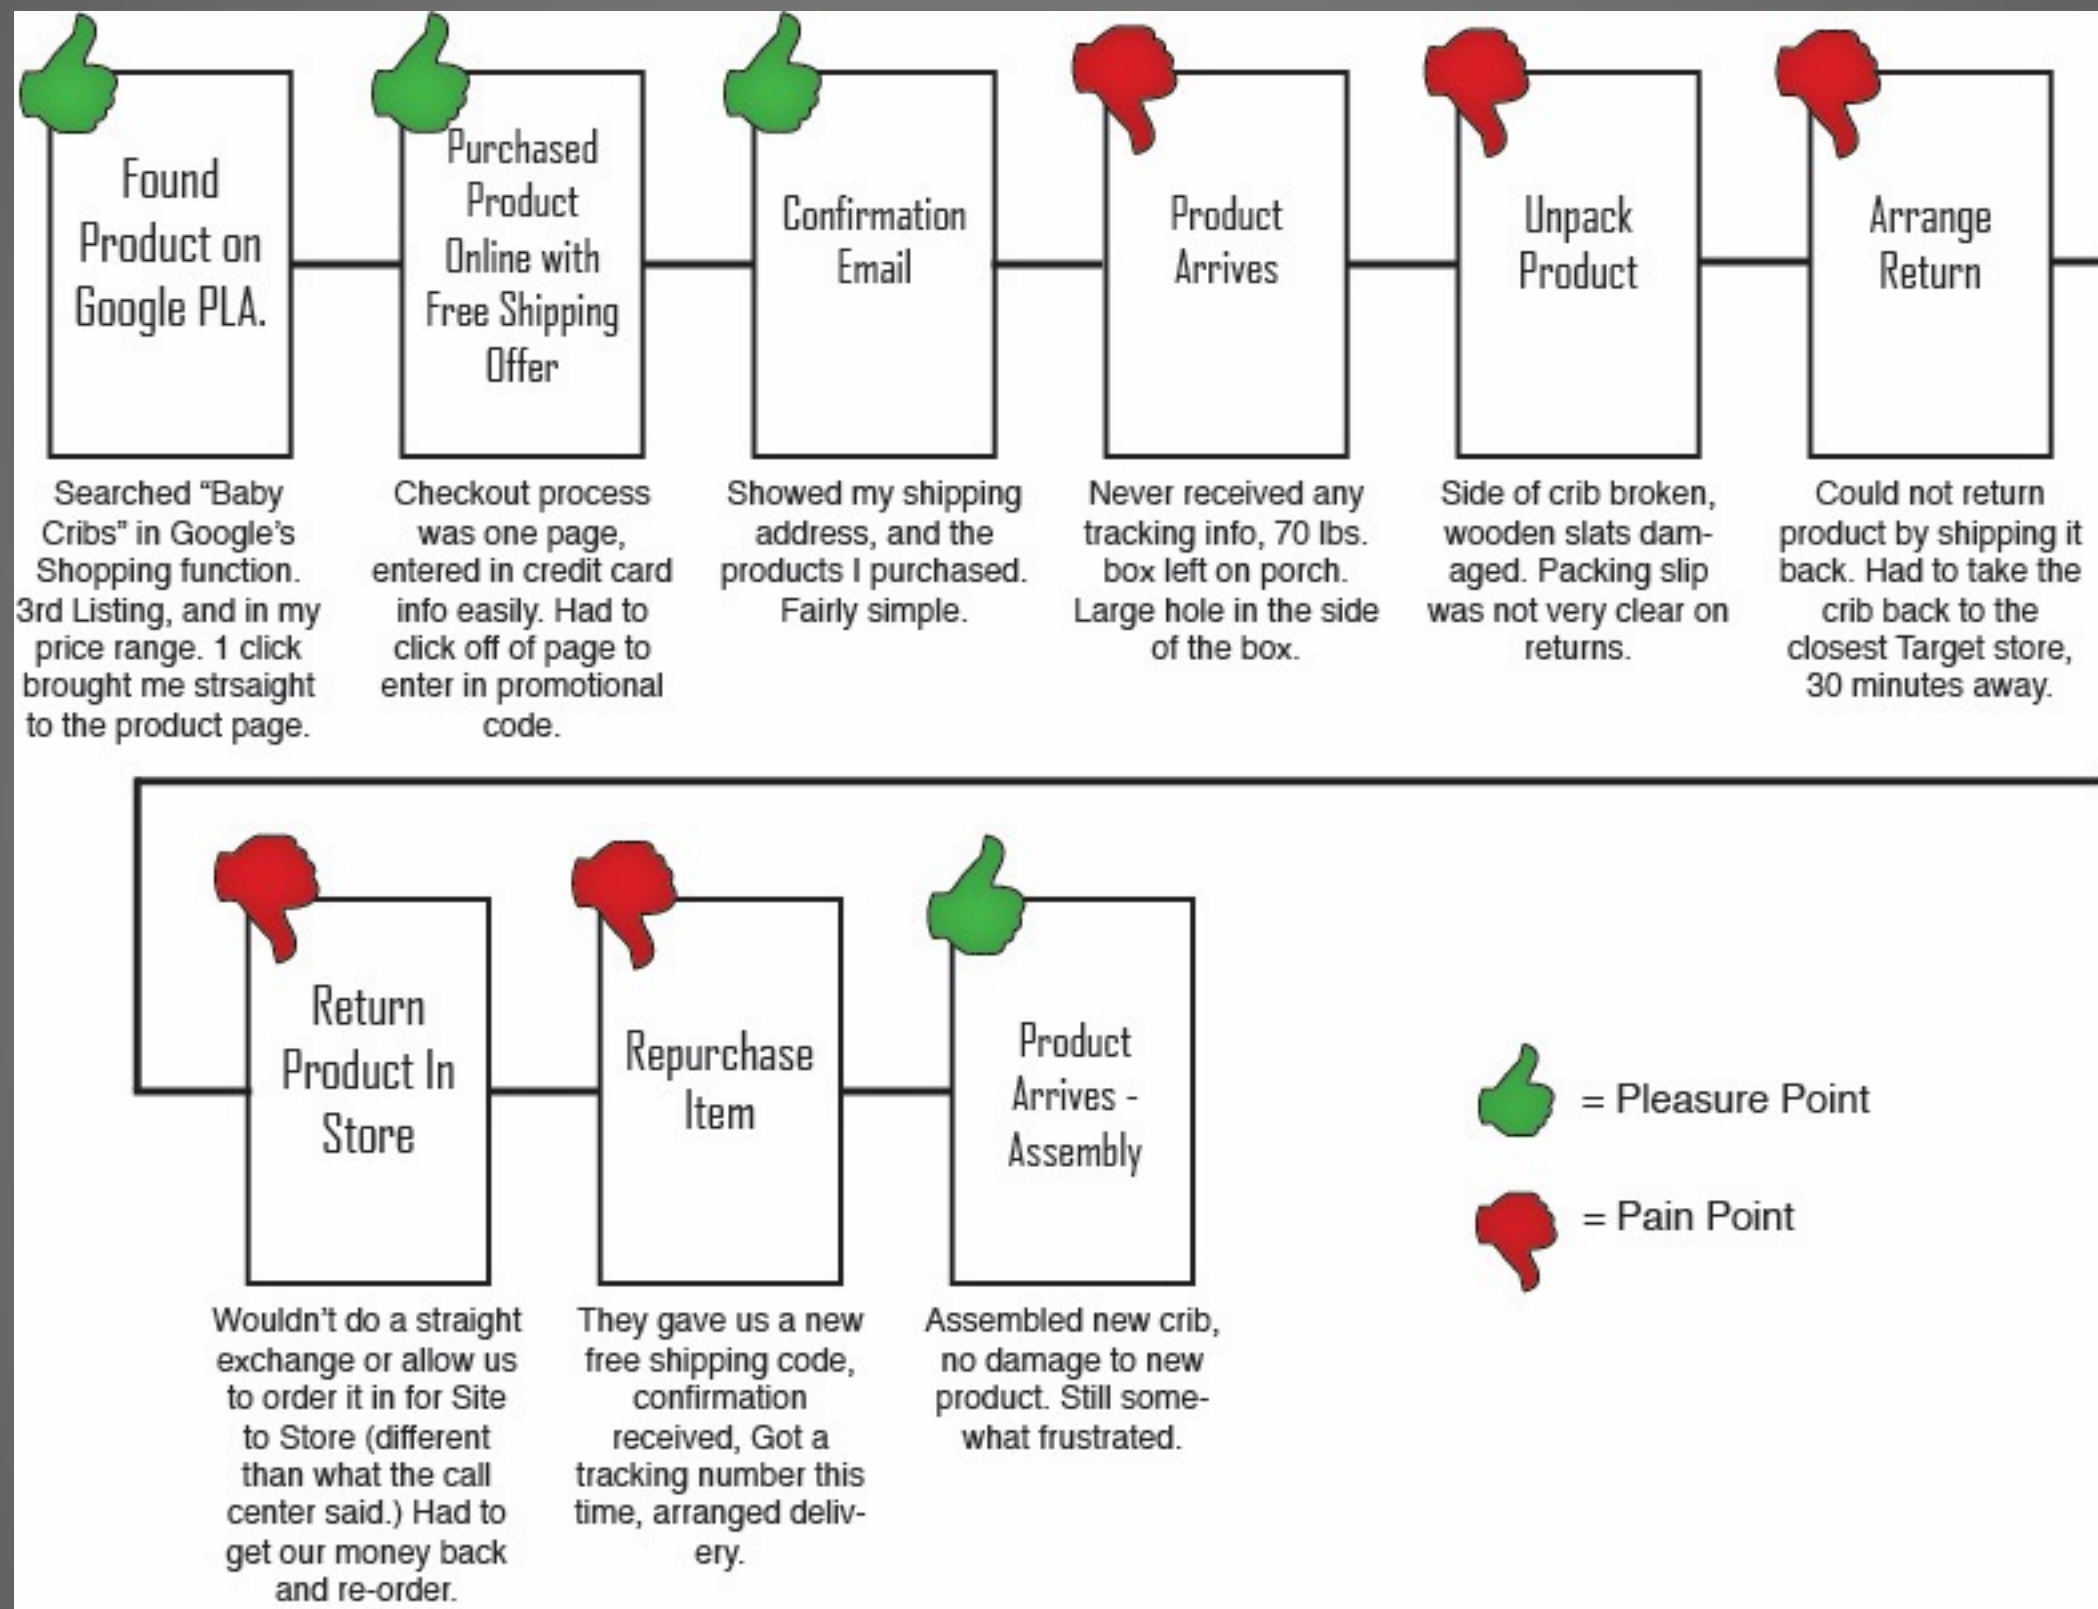 Found
Product on
Google PLA.
Purchased
Product
Online with
Free Shipping
Offer
Confirmation
Email
Product
Arrives
Unpack
Product
Arrange
Return
Searched “Baby
Cribs” in Google’s
Shopping function.
3rd Listing, and in my
price range. 1 click
brought me strsaight
to the product page.
Checkout process
was one page,
entered in credit card
info easily. Had to
click off of page to
enter in promotional
code.
Showed my shipping
address, and the
products I purchased.
Fairly simple.
Never received any
tracking info, 70 lbs.
box left on porch.
Large hole in the side
of the box.
Side of crib broken,
wooden slats dam-
aged. Packing slip
was not very clear on
returns.
Could not return
product by shipping it
back. Had to take the
crib back to the
closest Target store,
30 minutes away.
Return
Product In
Store
Repurchase
Item
Product
Arrives -
Assembly
= Pleasure Point
= Pain Point
Wouldn’t do a straight
exchange or allow us
to order it in for Site
to Store (different
than what the call
center said.) Had to
get our money back
and re-order.
They gave us a new
free shipping code,
confirmation
received, Got a
tracking number this
time, arranged deliv-
ery.
Assembled new crib,
no damage to new
product. Still some-
what frustrated.